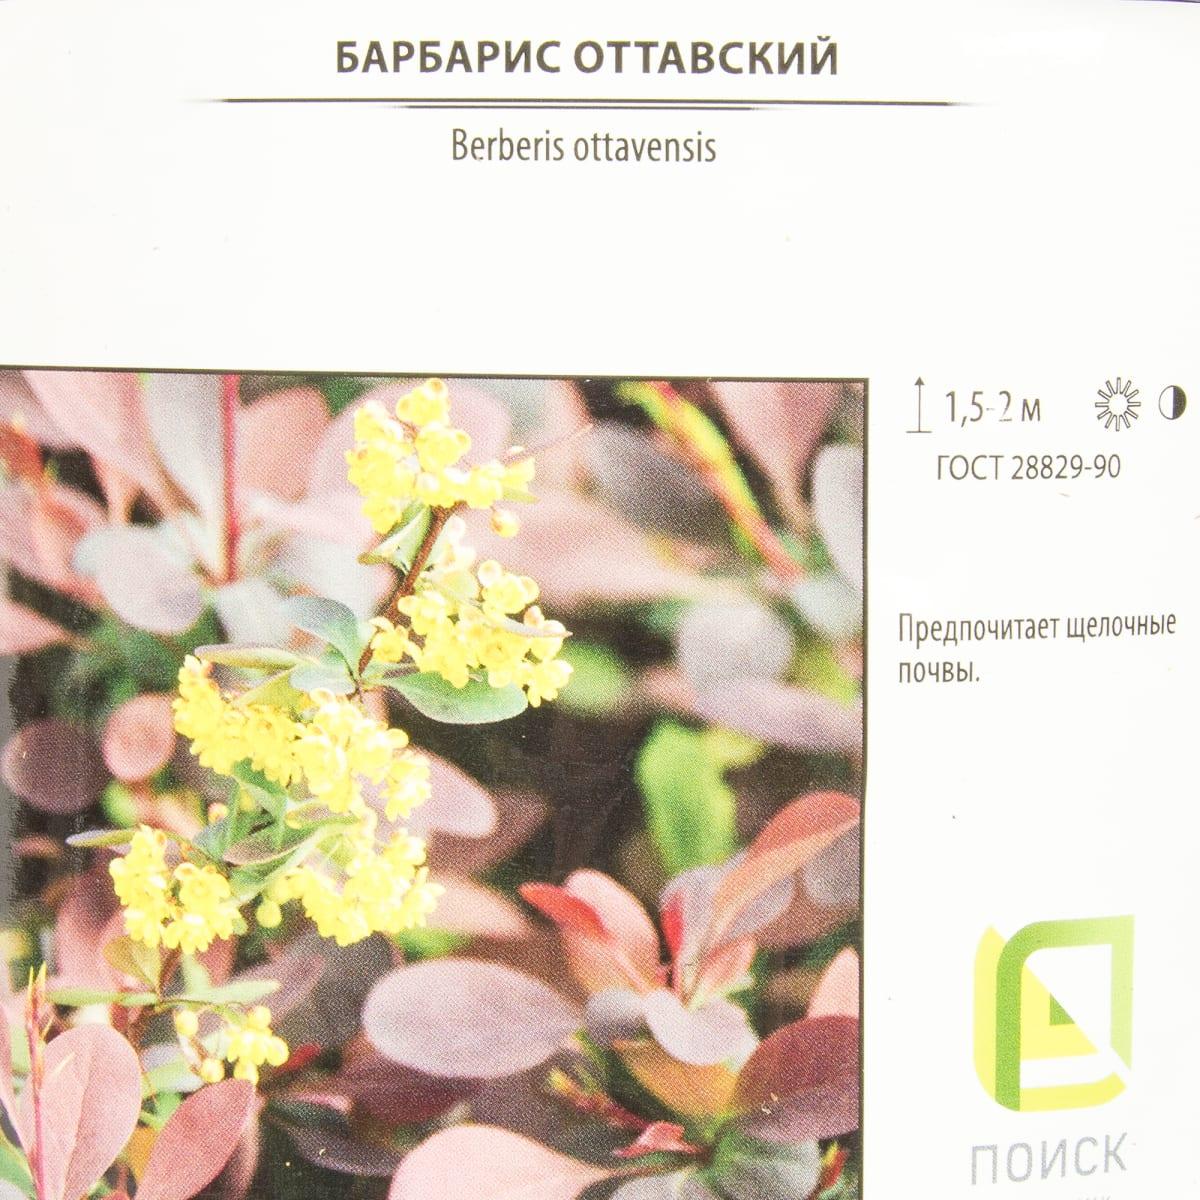 БАРБАРИС ОТТАВСКИЙ
Berberis ottavensis
1,5-2 м
ГОСТ 28829-90
Предпочитает щелочные
почвы.
ПОИСК